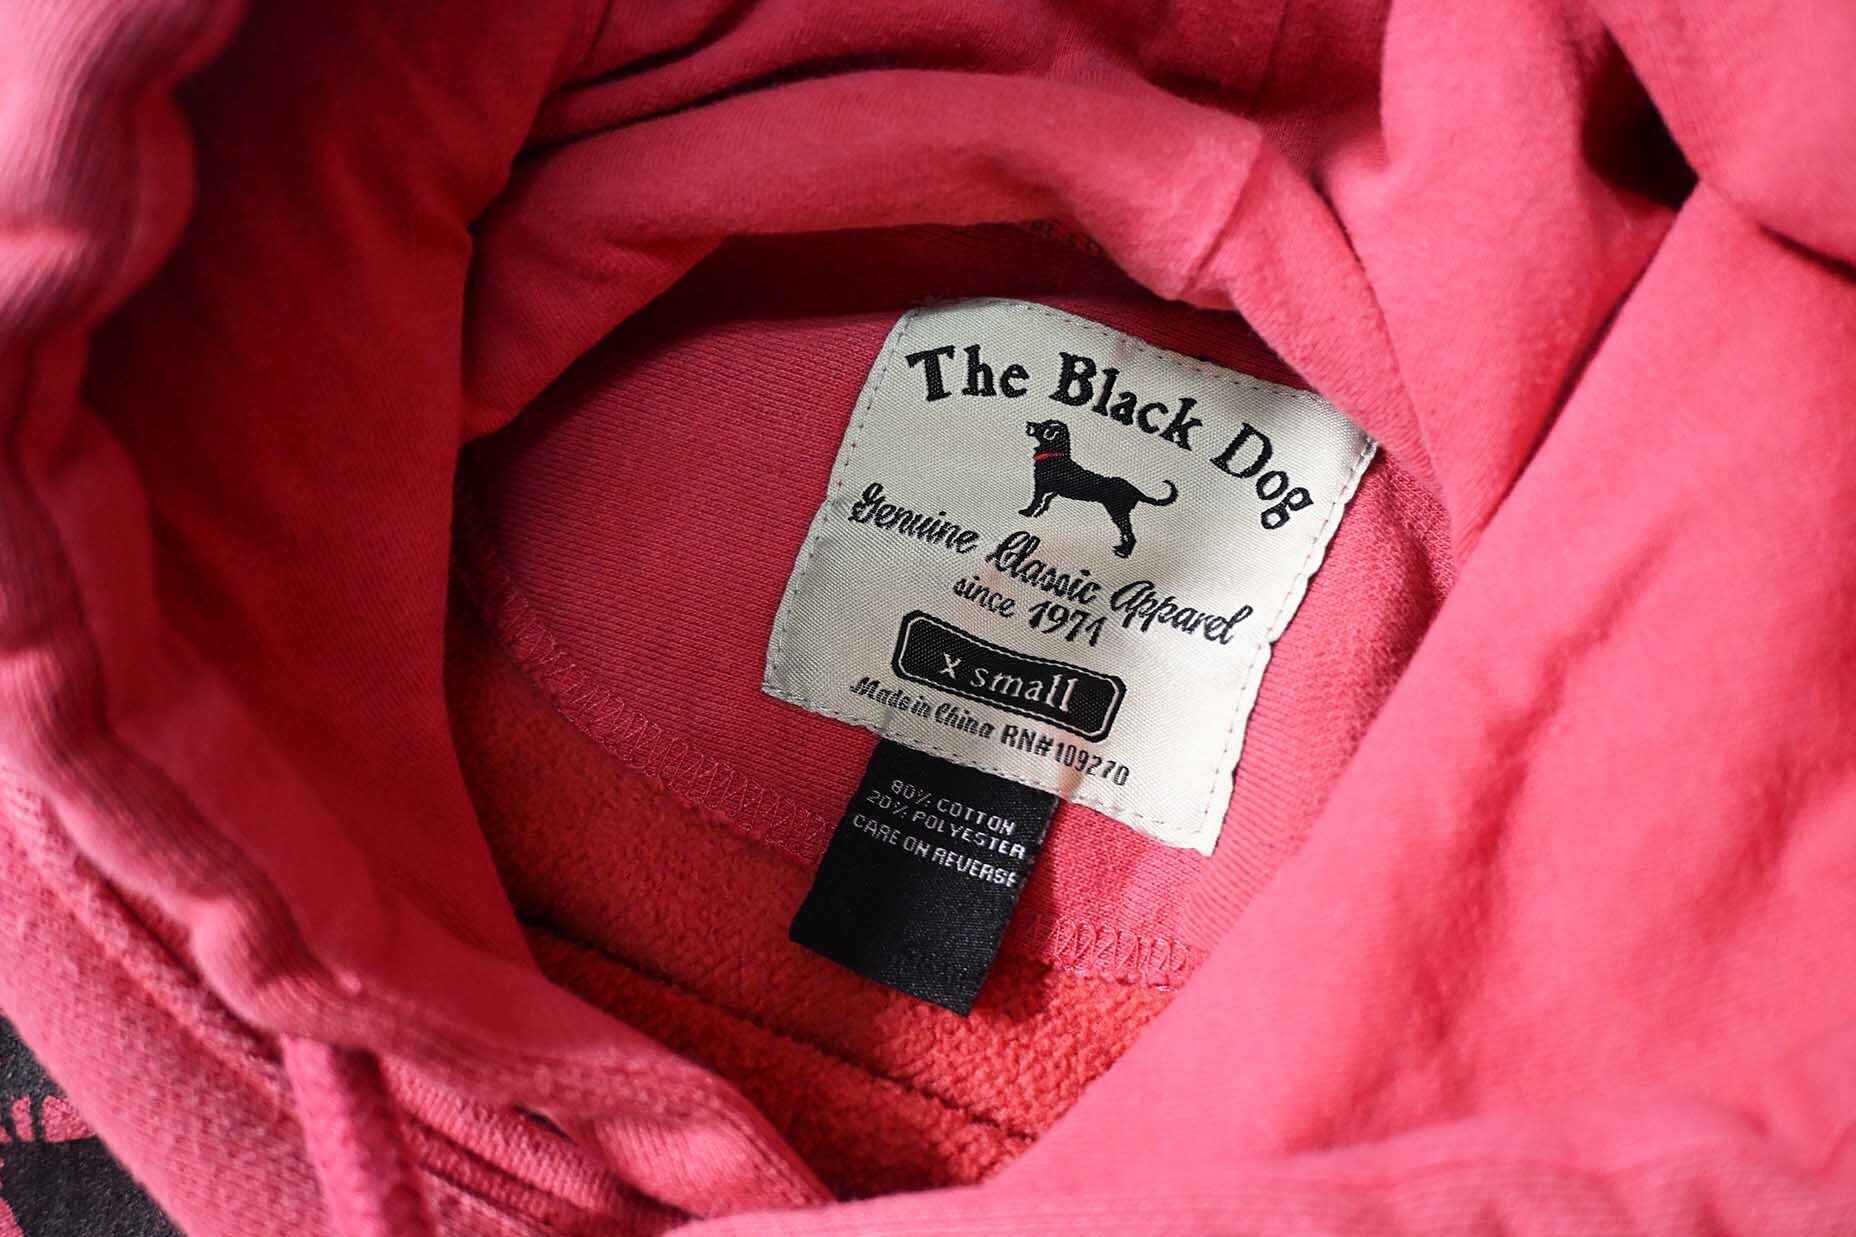 The Black Dog
Genuine Classic Apparel
since 1971
x small
Made in China RN#109270
80% COTTON
20% POLYESTER
CARE ON REVERSE